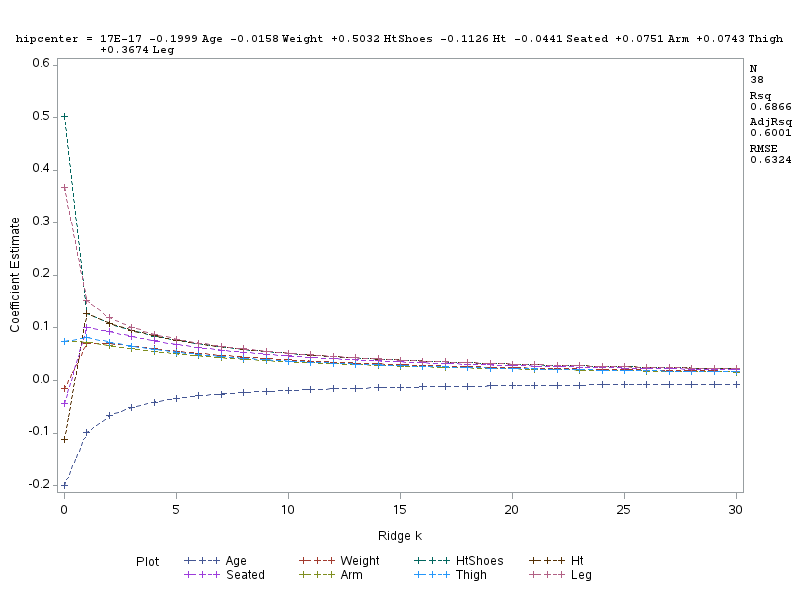 hipcenter = 17E-17 -0.1999 Age -0.0158 Weight +0.5032 HtShoes -0.1126 Ht -0.0441 Seated +0.0751 Arm +0.0743 Thigh
+0.3674 Leg
N
38
Rsq
0.6866
AdjRsq
0.6001
RMSE
0.6324
0.6
0.5
0.4
0.3
0.2
0.1
0.0
-0.1
-0.2
Coefficient Estimate
0 5 10 15 20 25 30
Ridge k
Plot Age Weight HtShoes Ht
Seated Arm Thigh Leg